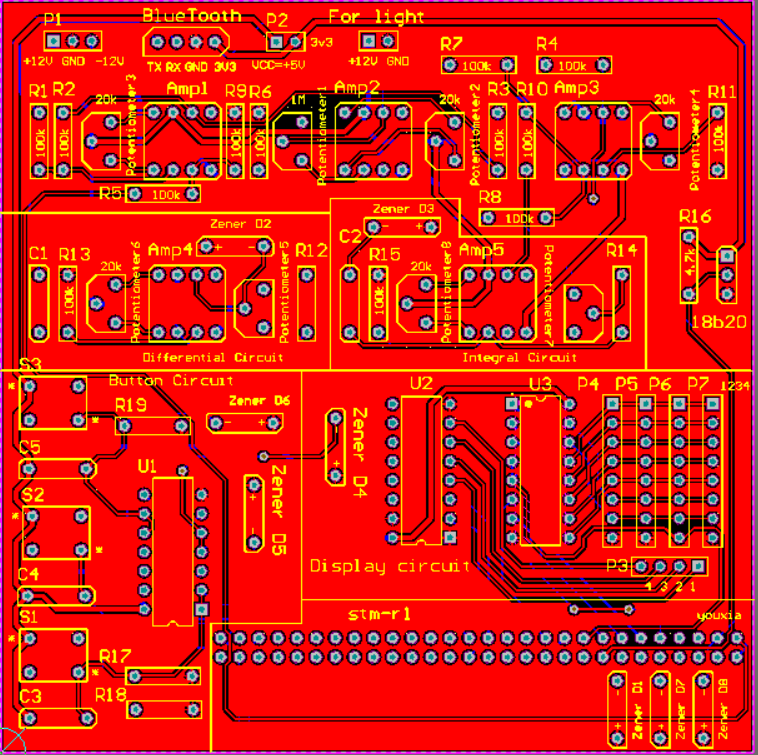 P1 BlueTooth P2 For light
3v3
+12V GND -12V TX RX GND 3V3 VCC=+5V +12V GND
R7 100k R4 100k
R1 R2 20k Potentiometer3 Amp1 R9 R6 1M Potentiometer1 Amp2 20k Potentiometer2 R3 R10 Amp3 20k Potentiometer4 R11
100k 100k 100k 100k 100k 100k 100k
R5 100k
R8 100k
Zener D2 Zener D3 R16
4.7k
C1 R13 20k Potentiometer6 Amp4 Potentiometer5 R12 C2 R15 20k Potentiometer8 Amp5 Potentiometer7 R14
100k 100k
18b20
Differential Circuit Integral Circuit
S3 Button Circuit U2 U3 P4 P5 P6 P7 1234
R19 Zener D6
Zener D4
C5 U1
Zener D5
S2
C4
Display circuit P3
4 3 2 1
S1 stm-r1 youxia
R17
C3 R18
Zener D1 Zener D7 Zener D8